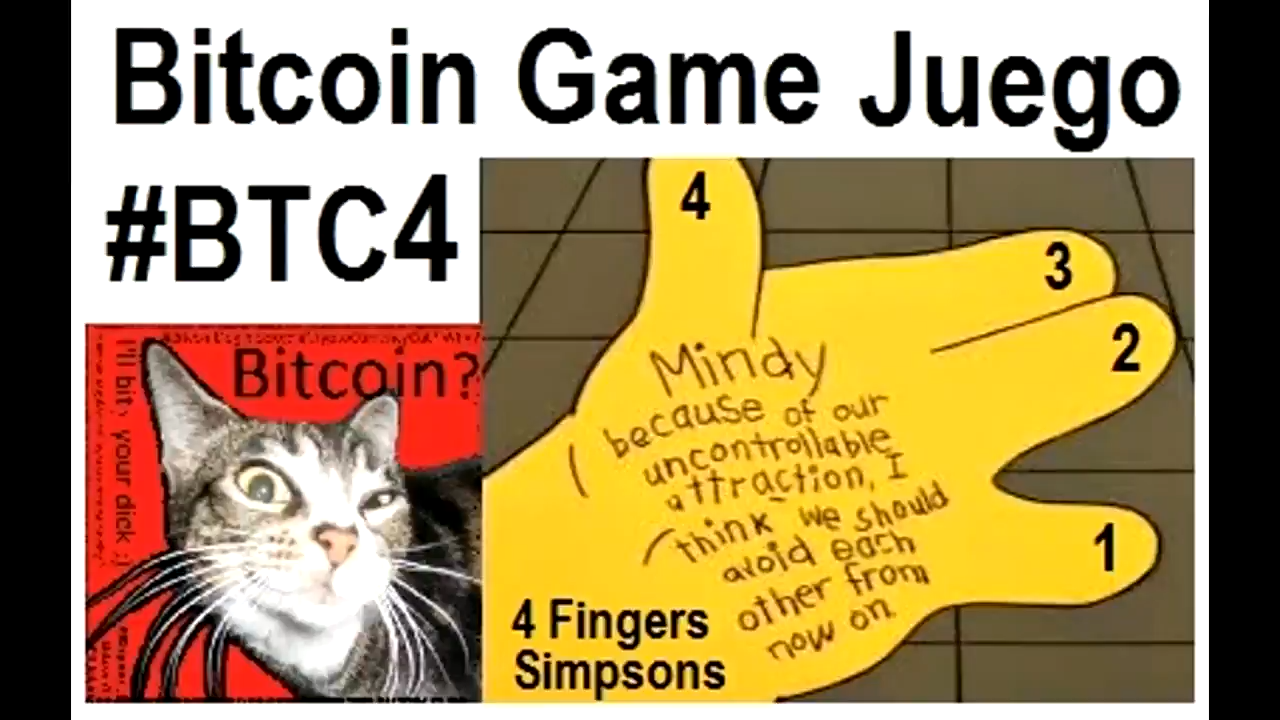 Bitcoin Game Juego
#BTC4
Bitcoin?
I'll bit, your dick :)
4
3
2
1
Mindy
because of our
uncontrollable
attraction, I
think we should
avoid each
other from
now on.
4 Fingers
Simpsons